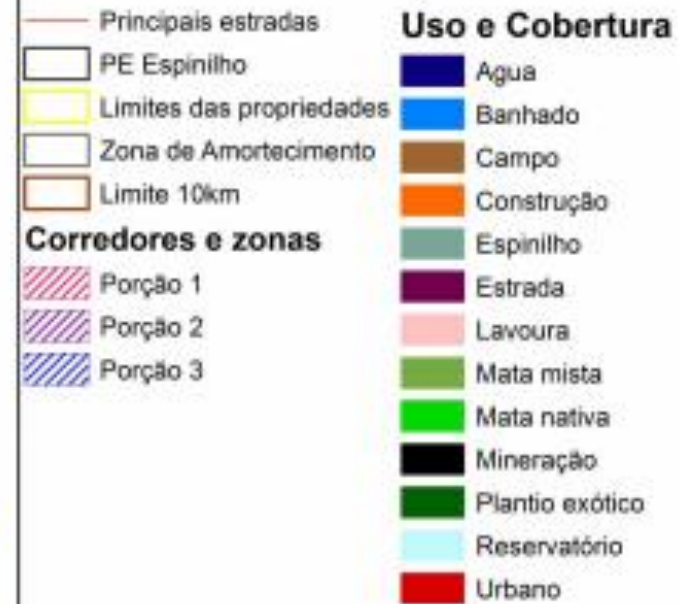 Principais estradas
PE Espinilho
Limites das propriedades
Zona de Amortecimento
Limite 10km
Corredores e zonas
Porção 1
Porção 2
Porção 3
Uso e Cobertura
Agua
Banhado
Campo
Construção
Espinilho
Estrada
Lavoura
Mata mista
Mata nativa
Mineração
Plantio exótico
Reservatório
Urbano